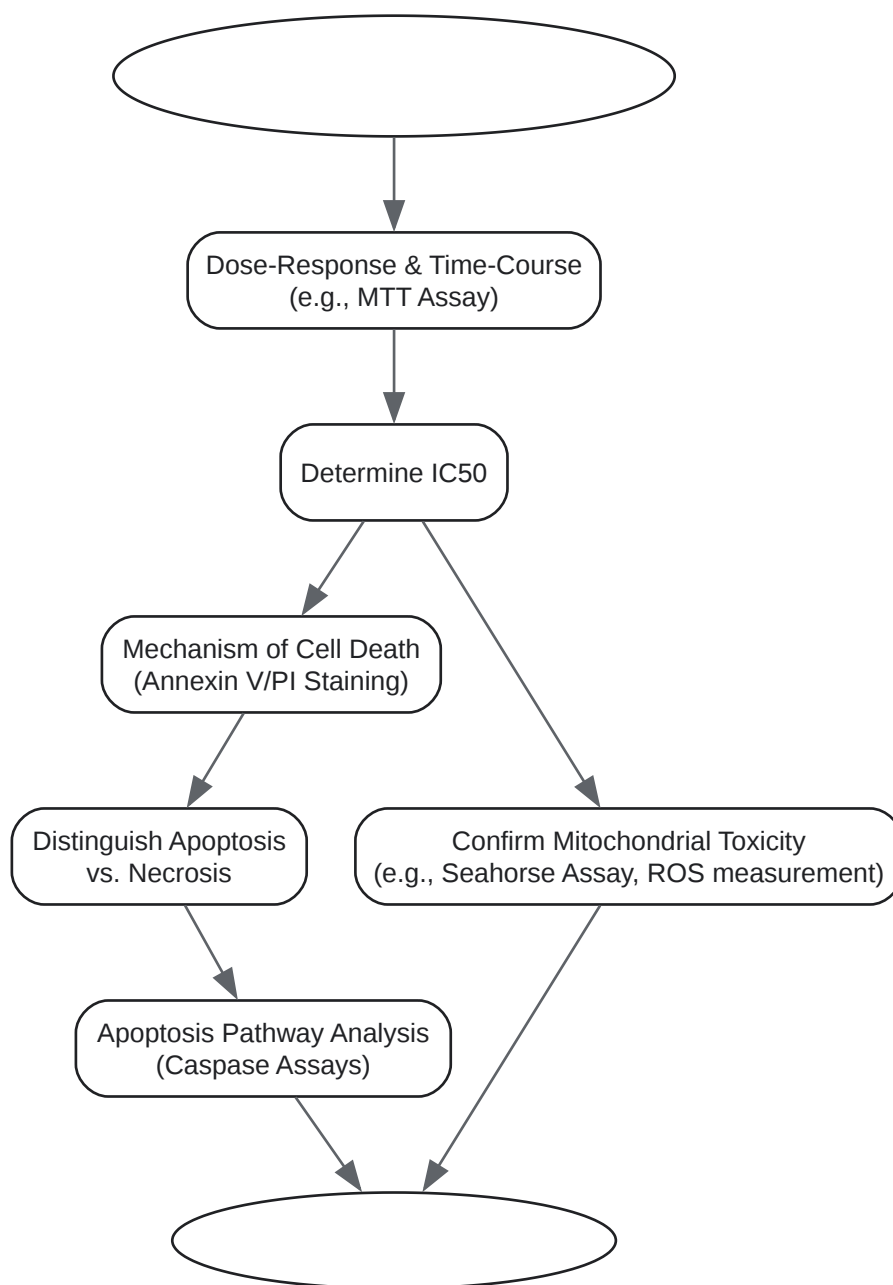 Dose-Response & Time-Course
(e.g., MTT Assay)
Determine IC50
Mechanism of Cell Death
(Annexin V/PI Staining)
Distinguish Apoptosis
vs. Necrosis
Confirm Mitochondrial Toxicity
(e.g., Seahorse Assay, ROS measurement)
Apoptosis Pathway Analysis
(Caspase Assays)